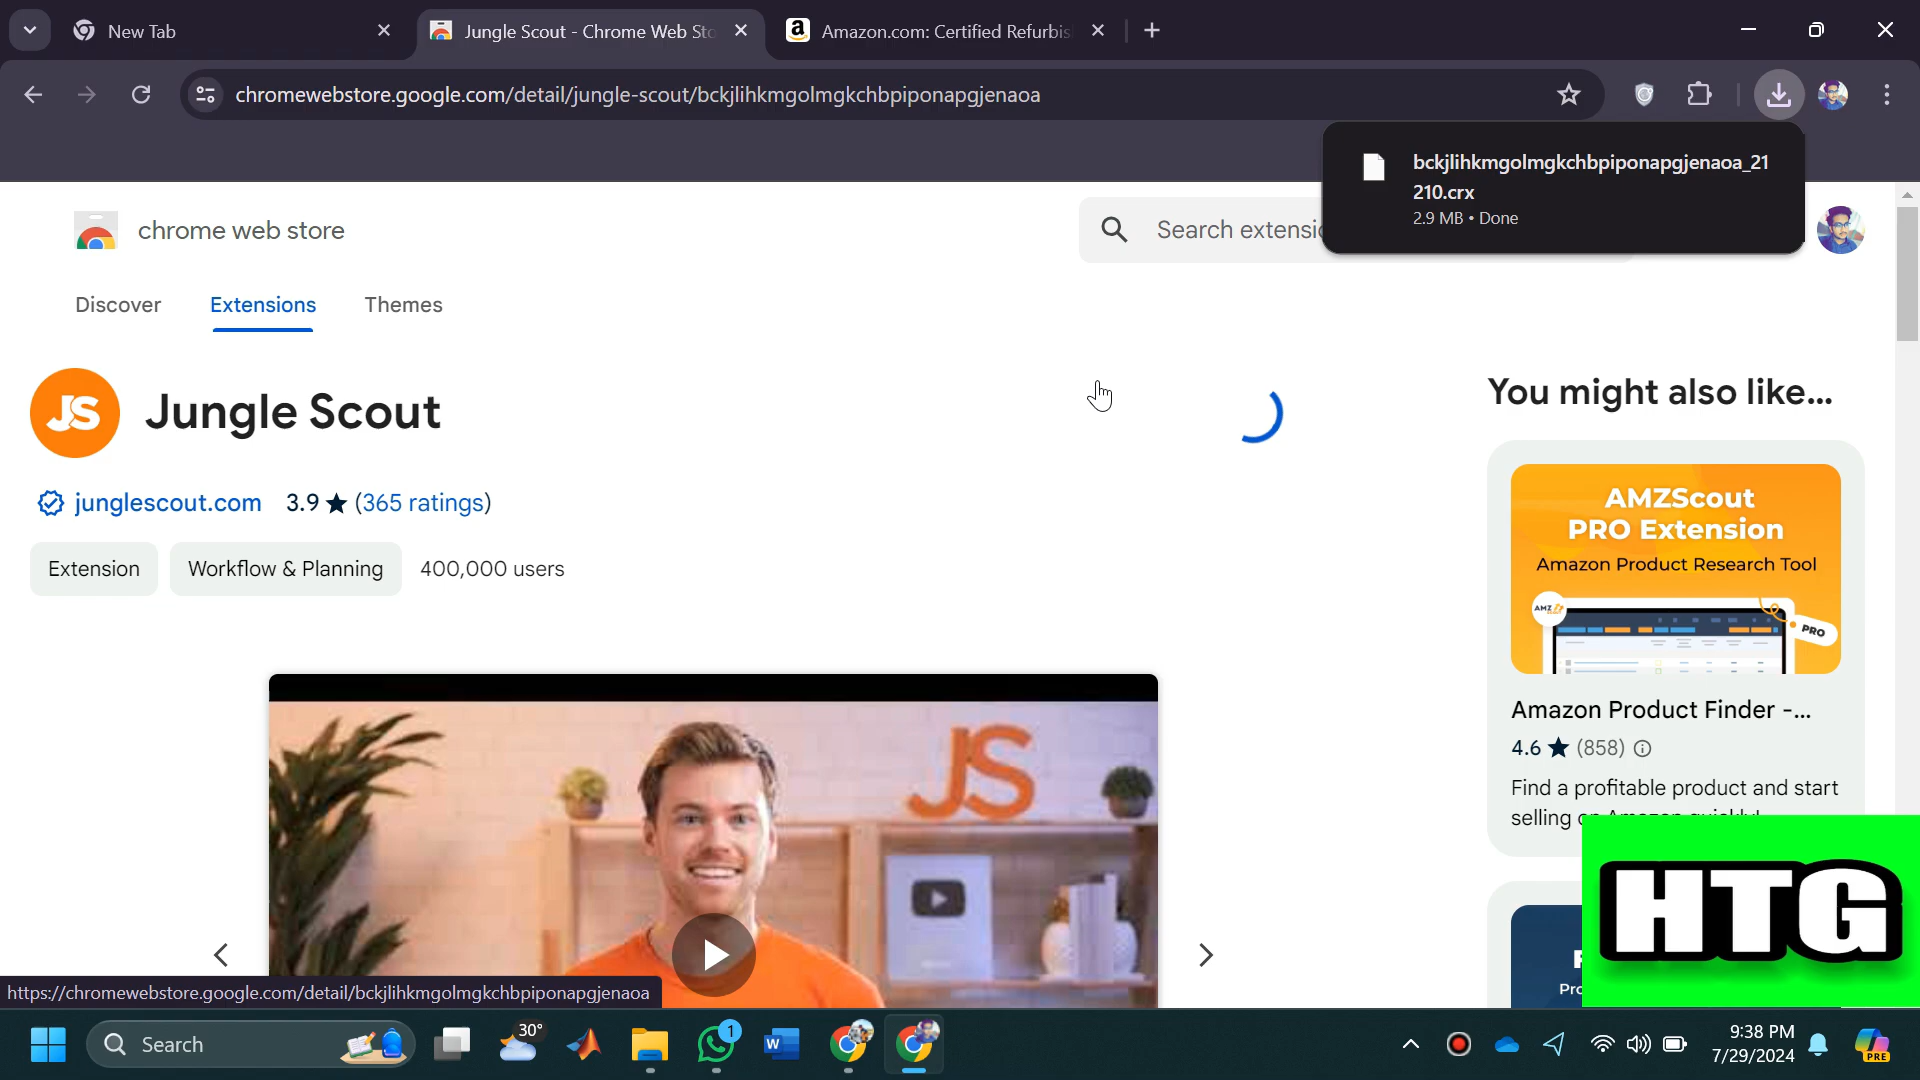 New Tab
Jungle Scout - Chrome Web Sto
Amazon.com: Certified Refurbis
chromewebstore.google.com/detail/jungle-scout/bckjlihkmgolmgkchbpiponapgjenaoa
bckjlihkmgolmgkchbpiponapgjenaoa_21
210.crx
2.9 MB • Done
chrome web store
Search extensi
Discover
Extensions
Themes
JS
Jungle Scout
You might also like...
junglescout.com 3.9 ★ (365 ratings)
Extension
Workflow & Planning
400,000 users
AMZScout
PRO Extension
Amazon Product Research Tool
AMZ
PRO
Amazon Product Finder -...
4.6 ★ (858)
Find a profitable product and start
selling
JS
HTG
https://chromewebstore.google.com/detail/bckjlihkmgolmgkchbpiponapgjenaoa
Search
30°
1
W
9:38 PM
7/29/2024
PRE